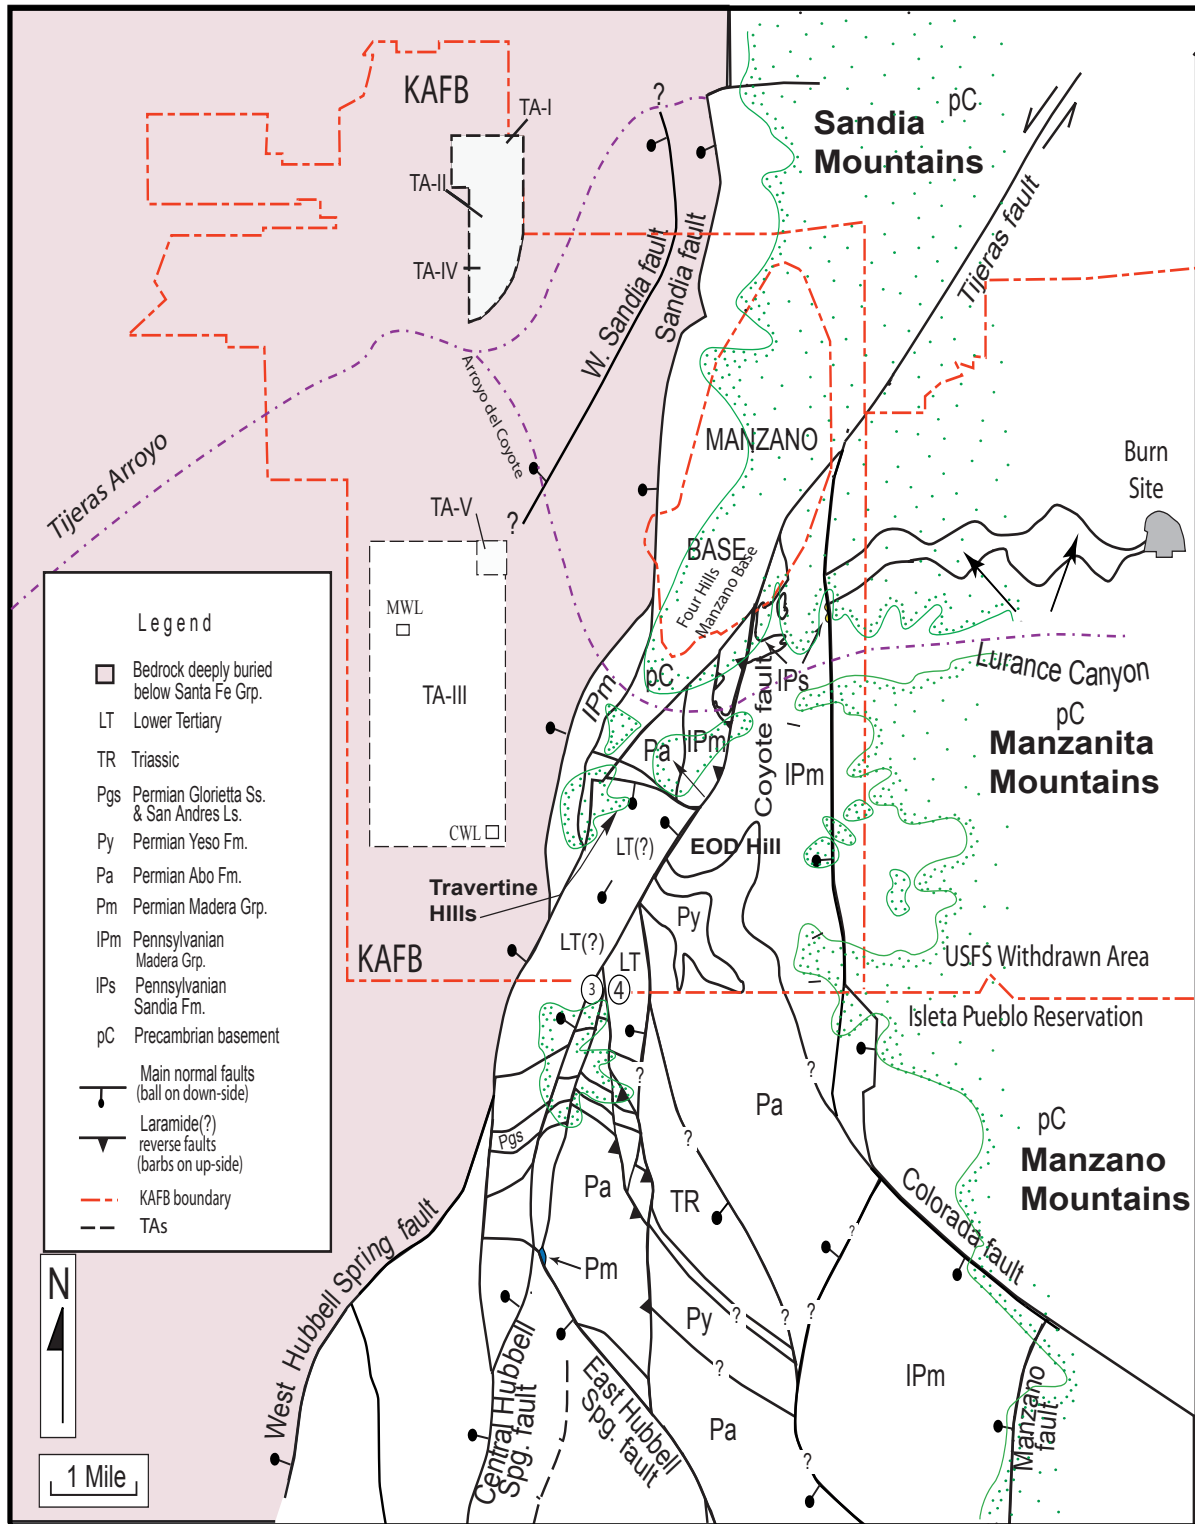 KAFB
TA-I
TA-II
TA-IV
?
pC
Sandia
Mountains
Tijeras fault
W. Sandia fault
Sandia fault
Arroyo del Coyote
Tijeras Arroyo
MANZANO
BASE
Four Hills
Manzano Base
Burn
Site
TA-V
?
MWL
TA-III
CWL
Lurance Canyon
pC
Manzanita
Mountains
IPm
pC
IPs
Pa
IPm
Coyote fault
IPm
LT(?)
EOD Hill
Travertine
HIlls
Py
LT(?)
LT
KAFB
3
4
USFS Withdrawn Area
Isleta Pueblo Reservation
Legend
Bedrock deeply buried
below Santa Fe Grp.
LT Lower Tertiary
TR Triassic
Pgs Permian Glorietta Ss.
& San Andres Ls.
Py Permian Yeso Fm.
Pa Permian Abo Fm.
Pm Permian Madera Grp.
IPm Pennsylvanian
Madera Grp.
IPs Pennsylvanian
Sandia Fm.
pC Precambrian basement
Main normal faults
(ball on down-side)
Laramide(?)
reverse faults
(barbs on up-side)
KAFB boundary
TAs
N
1 Mile
?
?
?
Pa
pC
Manzano
Mountains
Pgs
Pa
TR
Colorada fault
West Hubbell Spring fault
Pm
?
?
Py
?
?
?
?
?
Pa
IPm
Central Hubbell
Spg. fault
East Hubbell
Spg. fault
Manzano
fault
?
?